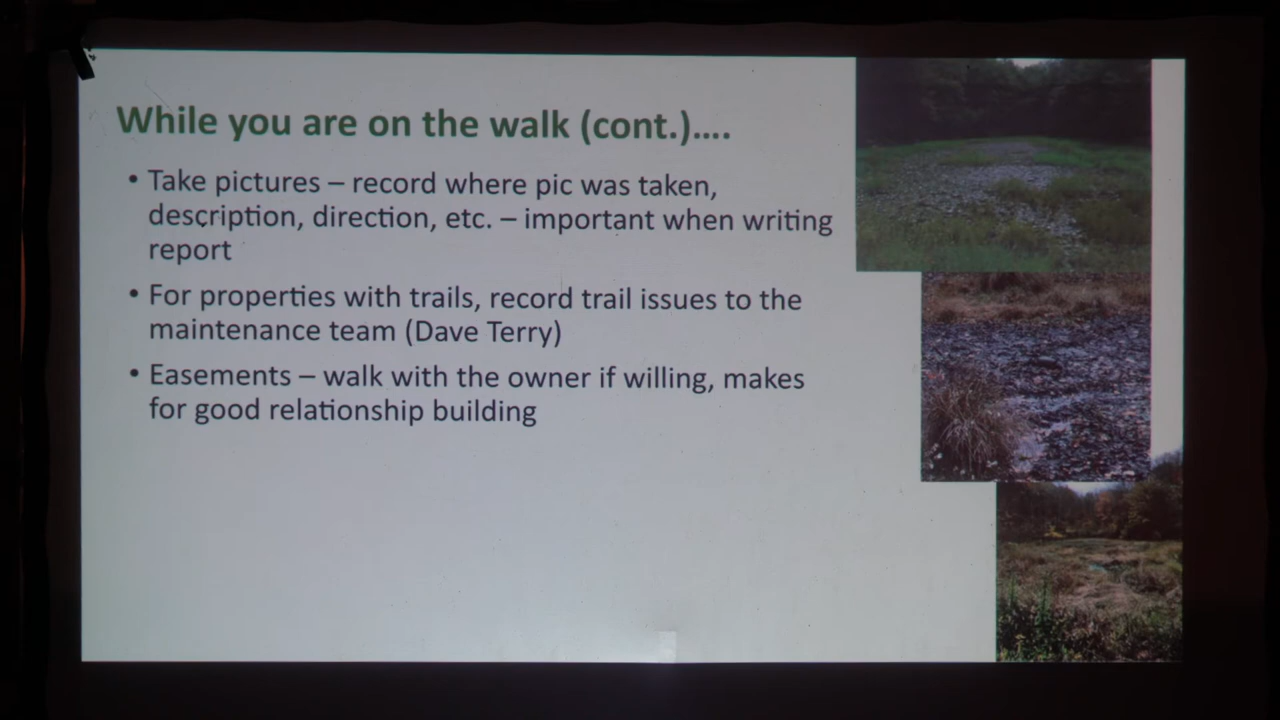 While you are on the walk (cont.)....
• Take pictures – record where pic was taken,
description, direction, etc. – important when writing
report
• For properties with trails, record trail issues to the
maintenance team (Dave Terry)
• Easements – walk with the owner if willing, makes
for good relationship building